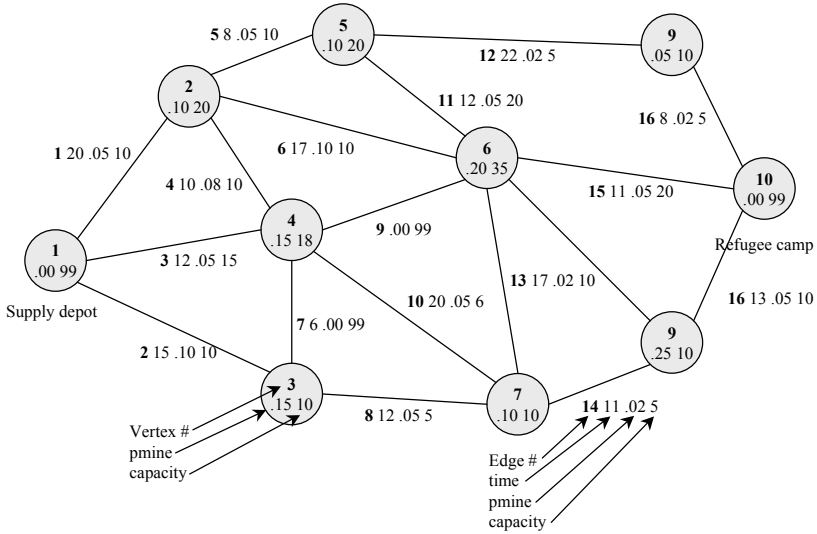 5
.10 20
9
.05 10
5 8 .05 10
12 22 .02 5
2
.10 20
11 12 .05 20
16 8 .02 5
1 20 .05 10
6 17 .10 10
6
.20 35
4 10 .08 10
15 11 .05 20
10
.00 99
Refugee camp
4
.15 18
9 .00 99
1
.00 99
Supply depot
3 12 .05 15
13 17 .02 10
10 20 .05 6
16 13 .05 10
7 6 .00 99
9
.25 10
2 15 .10 10
3
.15 10
8 12 .05 5
7
.10 10
14 11 .02 5
Vertex #
pmine
capacity
Edge #
time
pmine
capacity